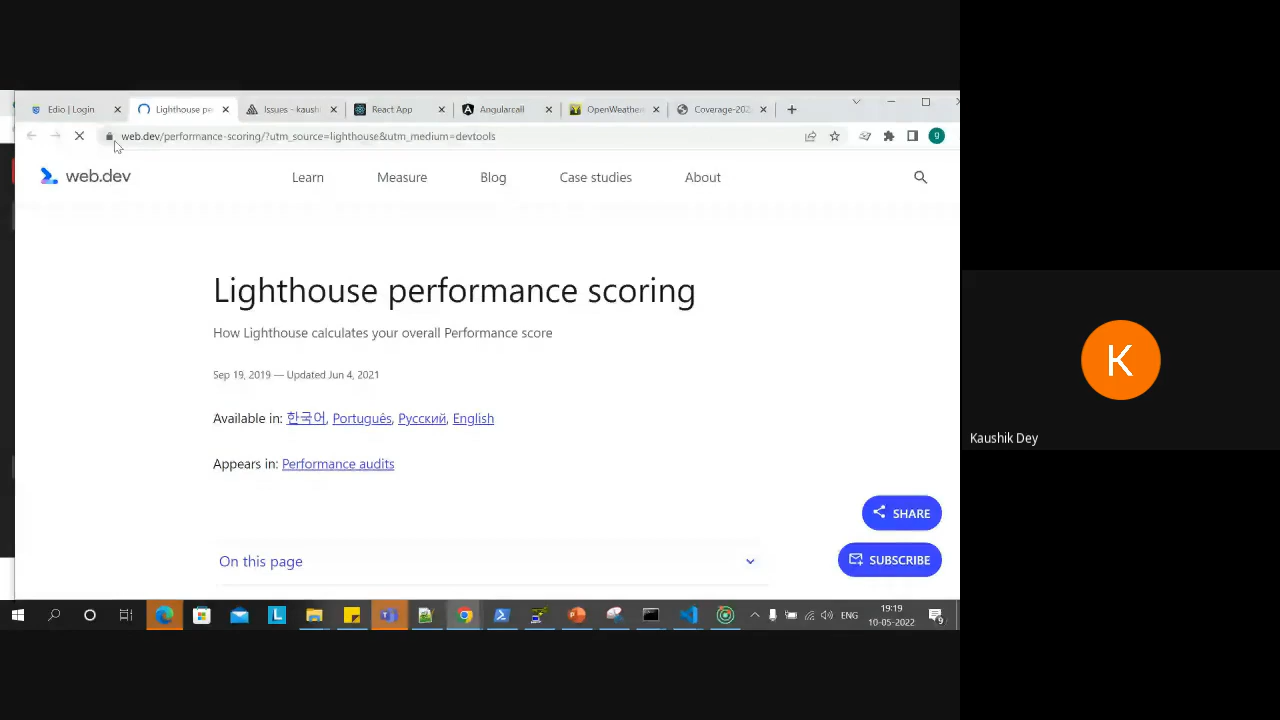 Edio | Login
Lighthouse pe
Issues - kaush
React App
Angularcall
OpenWeather
Coverage-202
web.dev/performance-scoring/?utm_source=lighthouse&utm_medium=devtools
g
web.dev
Learn
Measure
Blog
Case studies
About
Lighthouse performance scoring
How Lighthouse calculates your overall Performance score
Sep 19, 2019 — Updated Jun 4, 2021
Available in: 한국어, Português, Русский, English
Appears in: Performance audits
SHARE
On this page
SUBSCRIBE
K
Kaushik Dey
L
ENG
19:19
10-05-2022
9